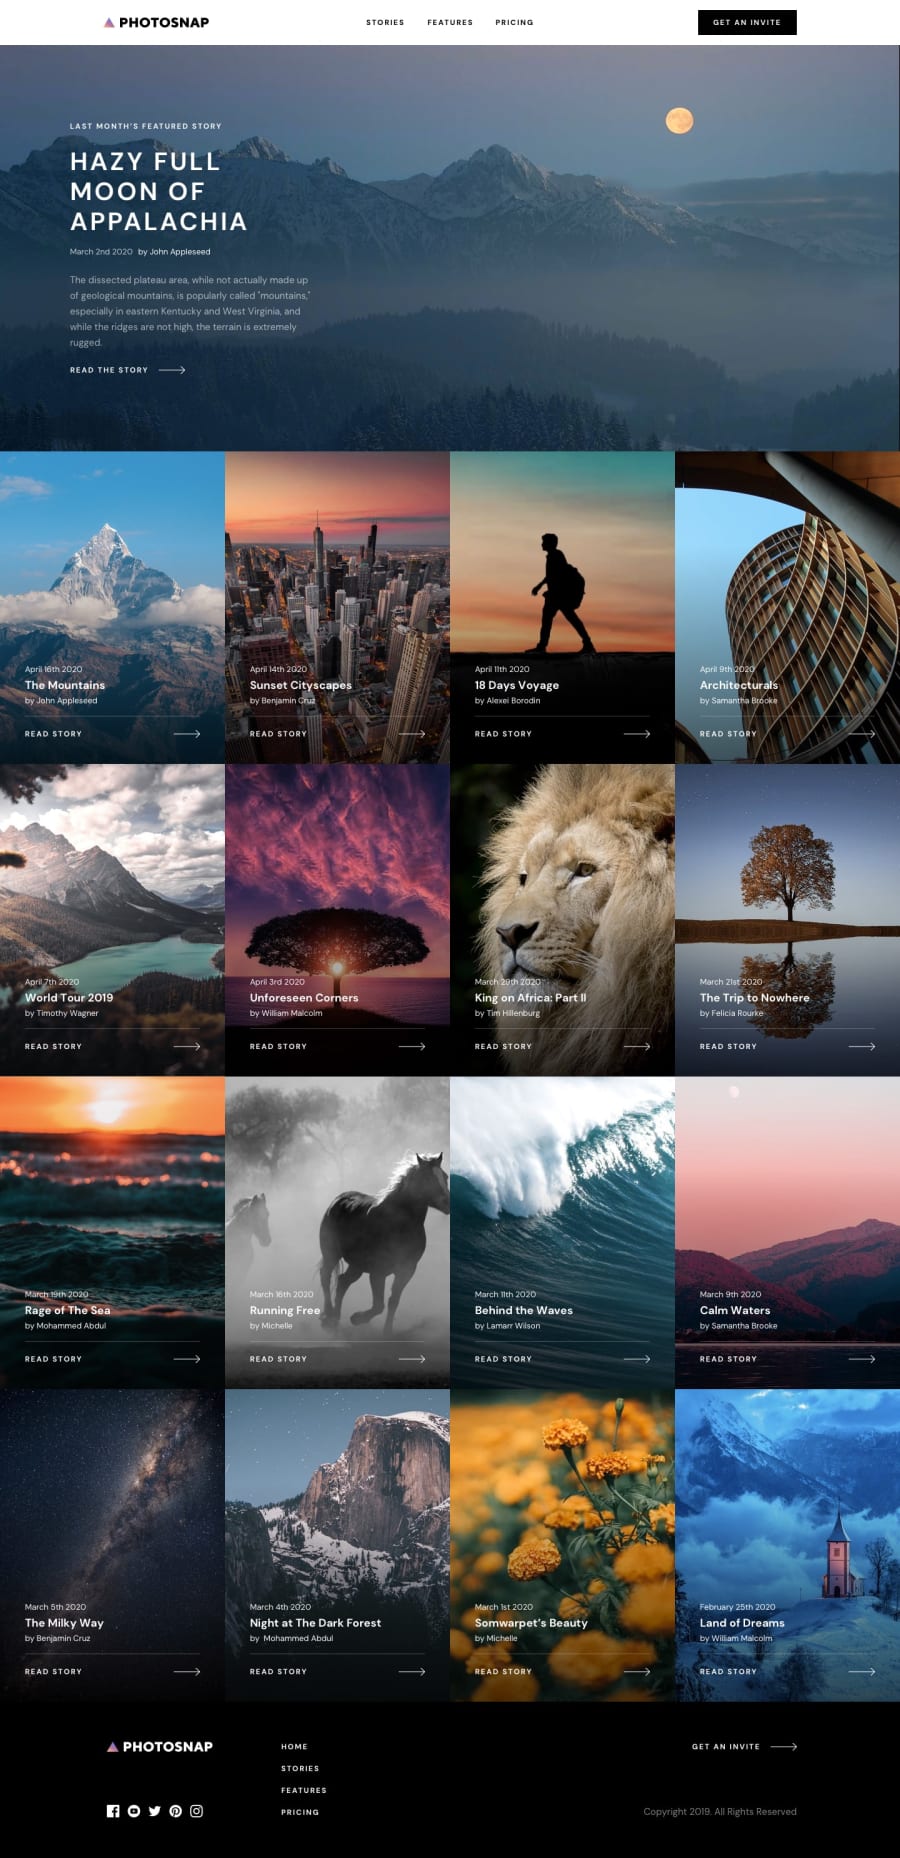 PHOTOSNAP
STORIES FEATURES PRICING
GET AN INVITE
LAST MONTH'S FEATURED STORY
HAZY FULL
MOON OF
APPALACHIA
March 2nd 2020 by John Appleseed
The dissected plateau area, while not actually made up
of geological mountains, is popularly called "mountains,"
especially in eastern Kentucky and West Virginia, and
while the ridges are not high, the terrain is extremely
rugged.
READ THE STORY
April 16th 2020
The Mountains
by John Appleseed
READ STORY
April 14th 2020
Sunset Cityscapes
by Benjamin Cruz
READ STORY
April 11th 2020
18 Days Voyage
by Alexei Borodin
READ STORY
April 9th 2020
Architecturals
by Samantha Brooke
READ STORY
April 7th 2020
World Tour 2019
by Timothy Wagner
READ STORY
April 3rd 2020
Unforeseen Corners
by William Malcolm
READ STORY
March 29th 2020
King on Africa: Part II
by Tim Hillenburg
READ STORY
March 21st 2020
The Trip to Nowhere
by Felicia Rourke
READ STORY
March 19th 2020
Rage of The Sea
by Mohammed Abdul
READ STORY
March 16th 2020
Running Free
by Michelle
READ STORY
March 11th 2020
Behind the Waves
by Lamarr Wilson
READ STORY
March 9th 2020
Calm Waters
by Samantha Brooke
READ STORY
March 5th 2020
The Milky Way
by Benjamin Cruz
READ STORY
March 4th 2020
Night at The Dark Forest
by Mohammed Abdul
READ STORY
March 1st 2020
Somwarpet's Beauty
by Michelle
READ STORY
February 25th 2020
Land of Dreams
by William Malcolm
READ STORY
PHOTOSNAP
HOME
STORIES
FEATURES
PRICING
GET AN INVITE
Copyright 2019. All Rights Reserved